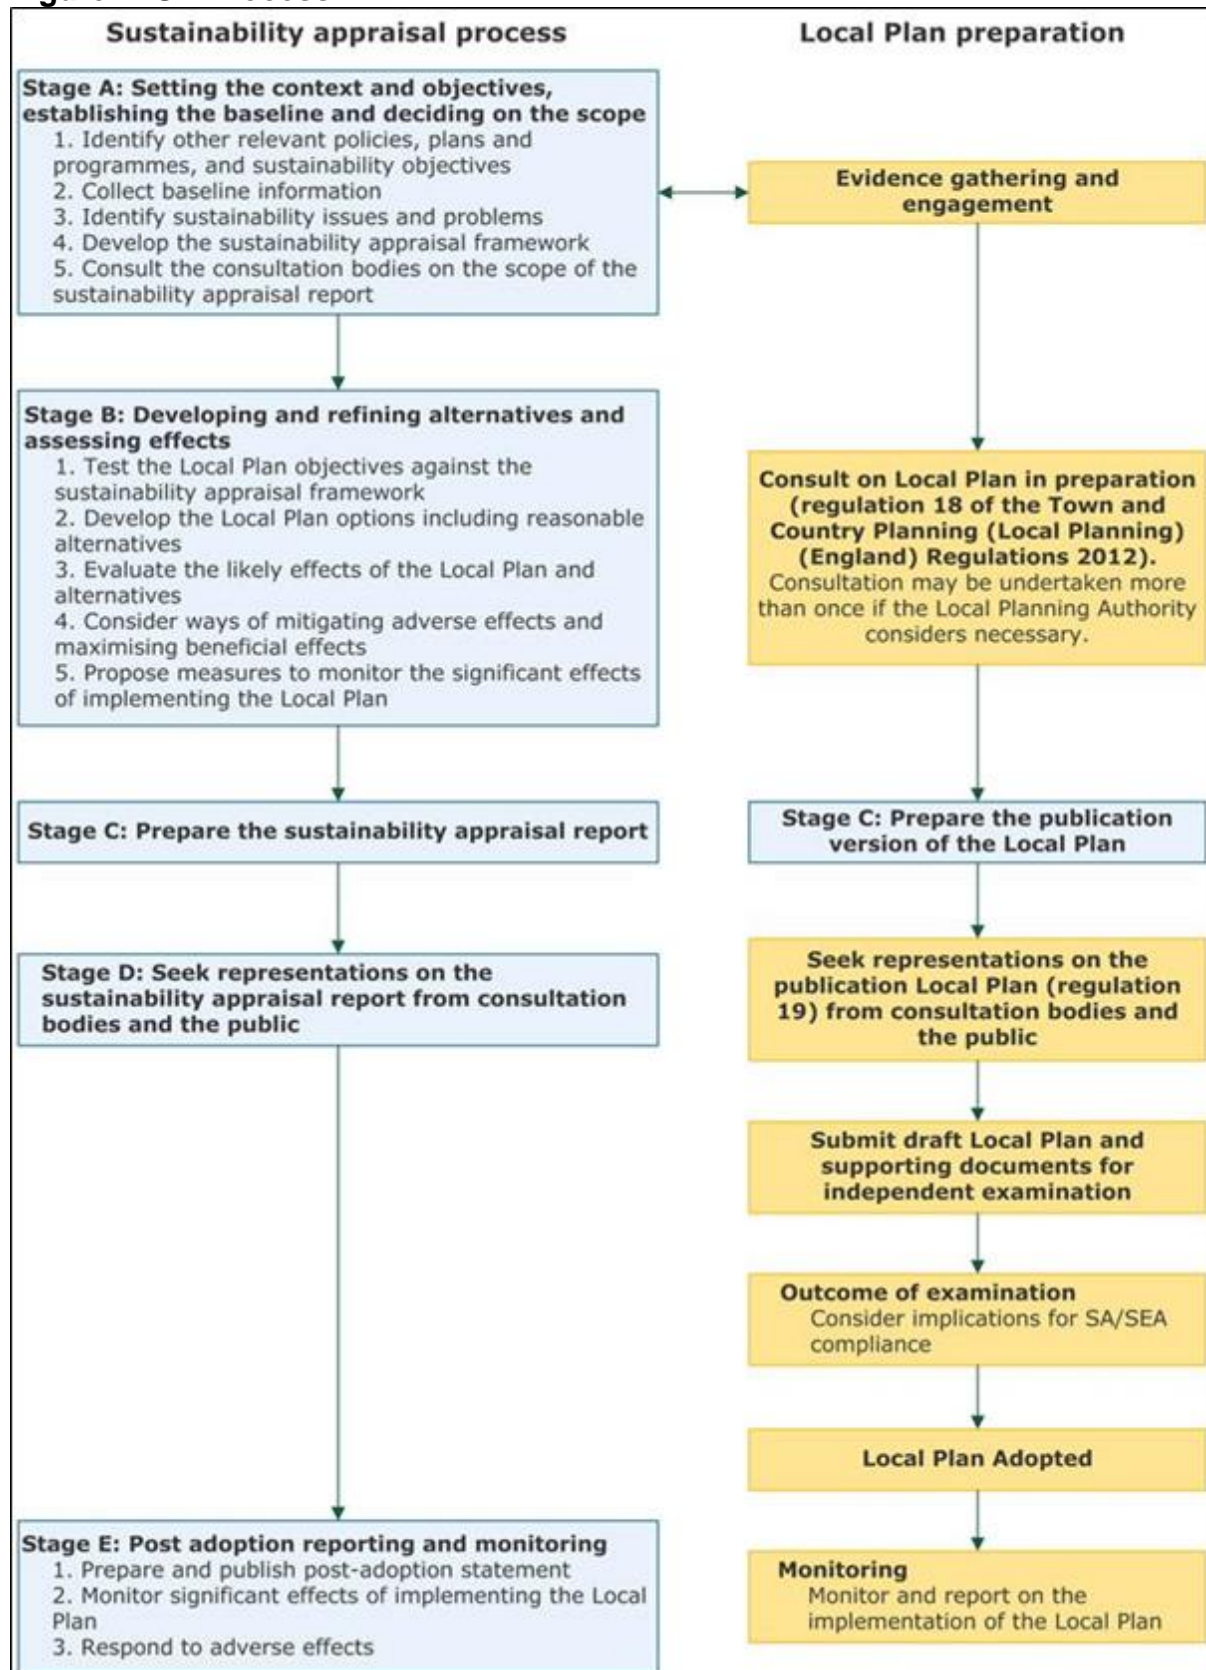 Sustainability appraisal process
Local Plan preparation
Stage A: Setting the context and objectives,
establishing the baseline and deciding on the scope
1. Identify other relevant policies, plans and
programmes, and sustainability objectives
2. Collect baseline information
3. Identify sustainability issues and problems
4. Develop the sustainability appraisal framework
5. Consult the consultation bodies on the scope of the
sustainability appraisal report
Evidence gathering and
engagement
Stage B: Developing and refining alternatives and
assessing effects
1. Test the Local Plan objectives against the
sustainability appraisal framework
2. Develop the Local Plan options including reasonable
alternatives
3. Evaluate the likely effects of the Local Plan and
alternatives
4. Consider ways of mitigating adverse effects and
maximising beneficial effects
5. Propose measures to monitor the significant effects
of implementing the Local Plan
Consult on Local Plan in preparation
(regulation 18 of the Town and
Country Planning (Local Planning)
(England) Regulations 2012).
Consultation may be undertaken more
than once if the Local Planning Authority
considers necessary.
Stage C: Prepare the sustainability appraisal report
Stage C: Prepare the publication
version of the Local Plan
Stage D: Seek representations on the
sustainability appraisal report from consultation
bodies and the public
Seek representations on the
publication Local Plan (regulation
19) from consultation bodies and
the public
Submit draft Local Plan and
supporting documents for
independent examination
Outcome of examination
Consider implications for SA/SEA
compliance
Local Plan Adopted
Stage E: Post adoption reporting and monitoring
1. Prepare and publish post-adoption statement
2. Monitor significant effects of implementing the Local
Plan
3. Respond to adverse effects
Monitoring
Monitor and report on the
implementation of the Local Plan